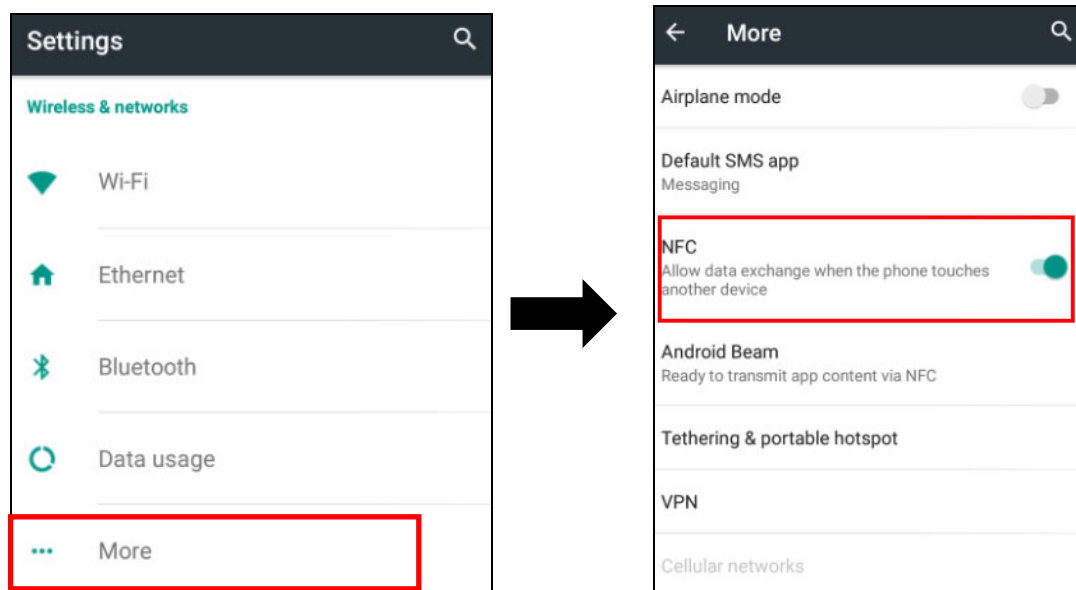 Settings
Wireless & networks
Wi-Fi
Ethernet
Bluetooth
Data usage
More
More
Airplane mode
Default SMS app
Messaging
NFC
Allow data exchange when the phone touches
another device
Android Beam
Ready to transmit app content via NFC
Tethering & portable hotspot
VPN
Cellular networks